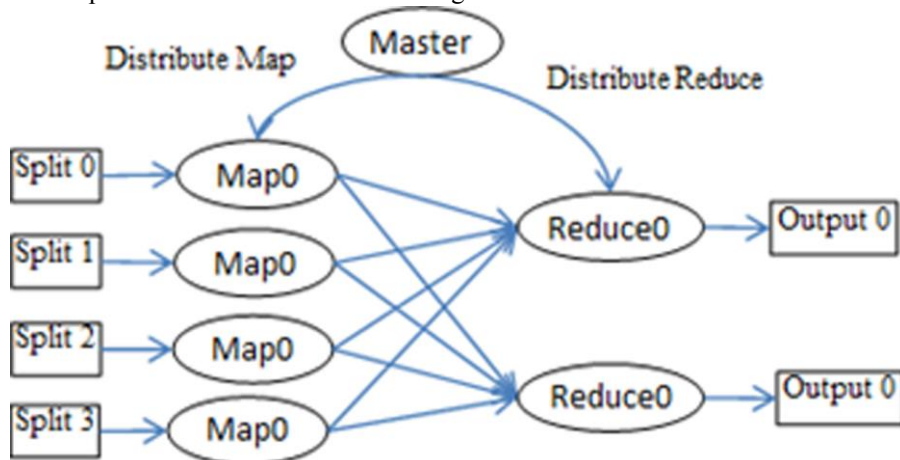 Master
Distribute Map
Distribute Reduce
Split 0
Map0
Reduce0
Output 0
Split 1
Map0
Split 2
Map0
Split 3
Map0
Reduce0
Output 0